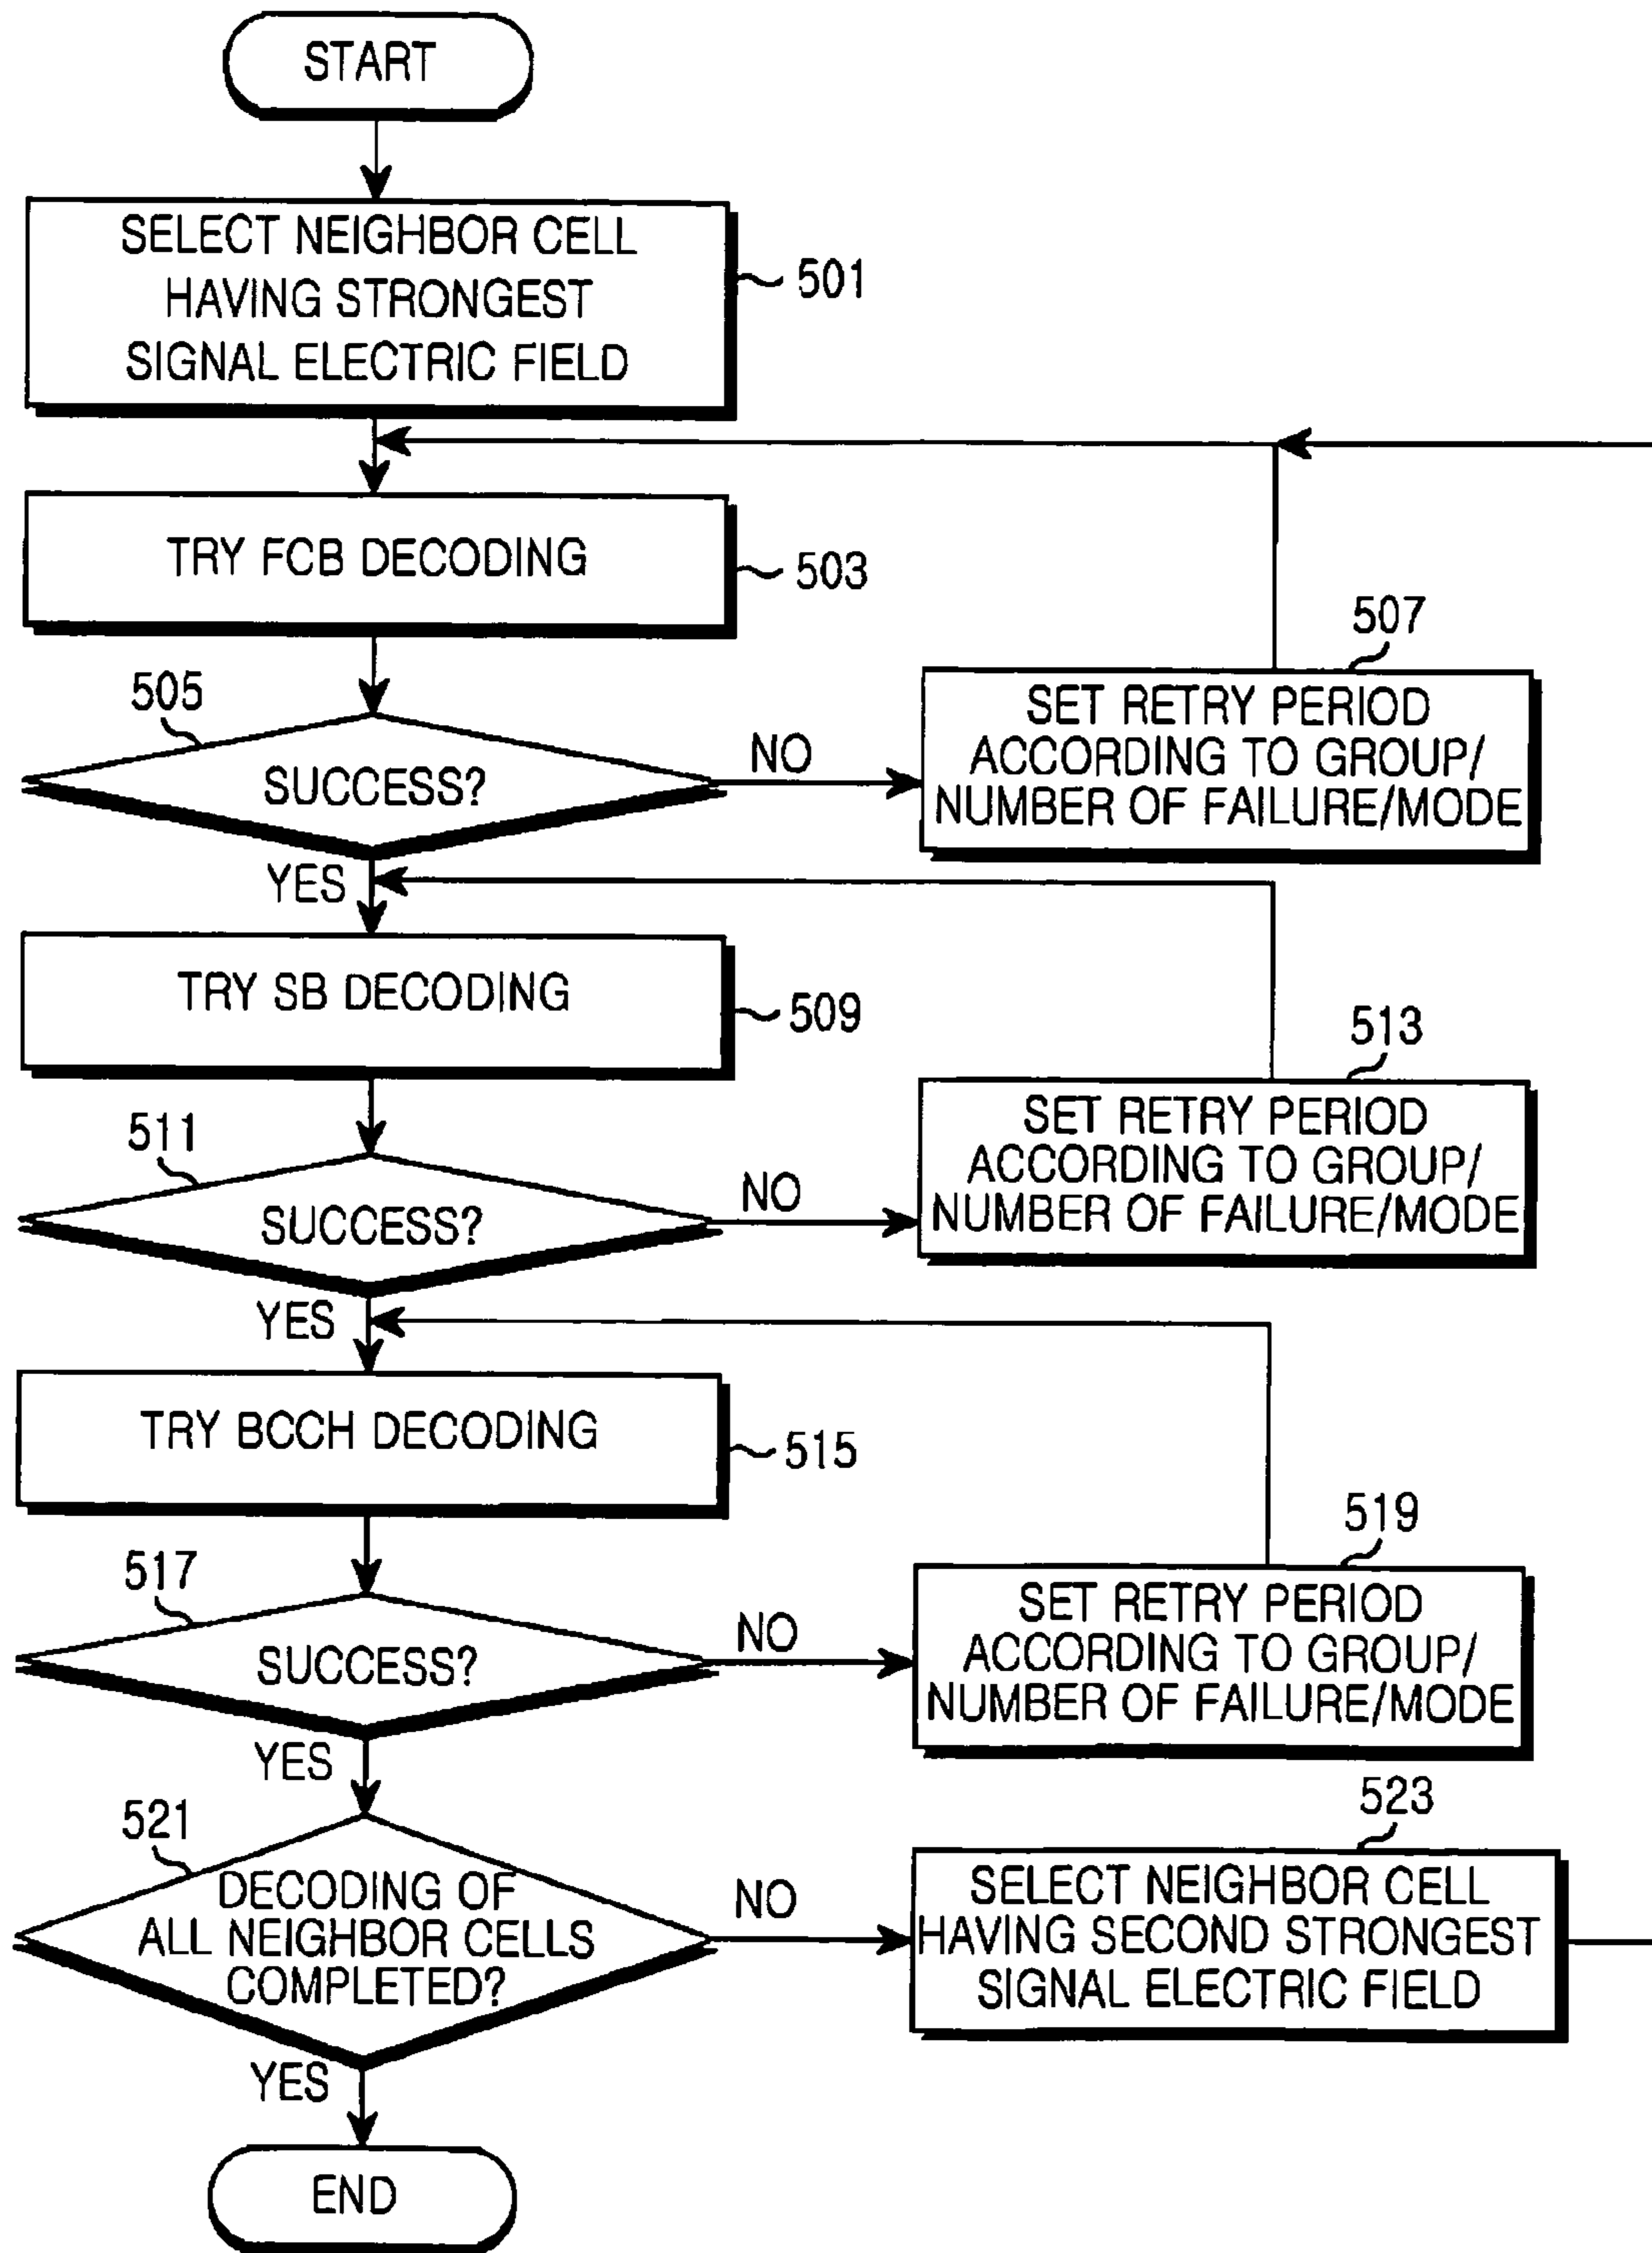 START
SELECT NEIGHBOR CELL
HAVING STRONGEST
SIGNAL ELECTRIC FIELD
501
TRY FCB DECODING
503
505
SUCCESS?
NO
507
SET RETRY PERIOD
ACCORDING TO GROUP/
NUMBER OF FAILURE/MODE
YES
TRY SB DECODING
509
511
SUCCESS?
NO
513
SET RETRY PERIOD
ACCORDING TO GROUP/
NUMBER OF FAILURE/MODE
YES
TRY BCCH DECODING
515
517
SUCCESS?
NO
519
SET RETRY PERIOD
ACCORDING TO GROUP/
NUMBER OF FAILURE/MODE
YES
521
DECODING OF
ALL NEIGHBOR CELLS
COMPLETED?
NO
523
SELECT NEIGHBOR CELL
HAVING SECOND STRONGEST
SIGNAL ELECTRIC FIELD
YES
END